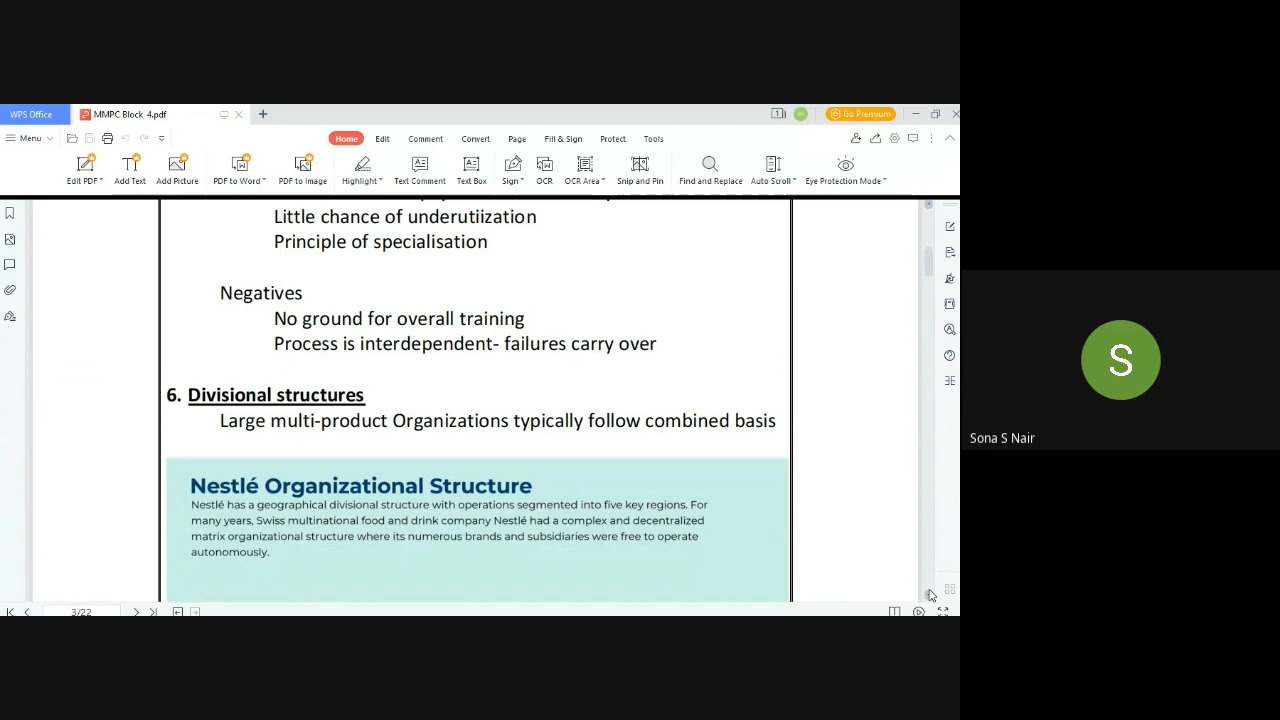 WPS Office
MMPC Block 4.pdf
Go Premium
Menu
Home Edit Comment Convert Page Fill & Sign Protect Tools
Edit PDF Add Text Add Picture PDF to Word PDF to Image Highlight Text Comment Text Box Sign OCR OCR Area Snip and Pin Find and Replace Auto Scroll Eye Protection Mode
Little chance of underutiization
Principle of specialisation
Negatives
No ground for overall training
Process is interdependent- failures carry over
6. Divisional structures
Large multi-product Organizations typically follow combined basis
Nestlé Organizational Structure
Nestlé has a geographical divisional structure with operations segmented into five key regions. For
many years, Swiss multinational food and drink company Nestlé had a complex and decentralized
matrix organizational structure where its numerous brands and subsidiaries were free to operate
autonomously.
3/22
S
Sona S Nair